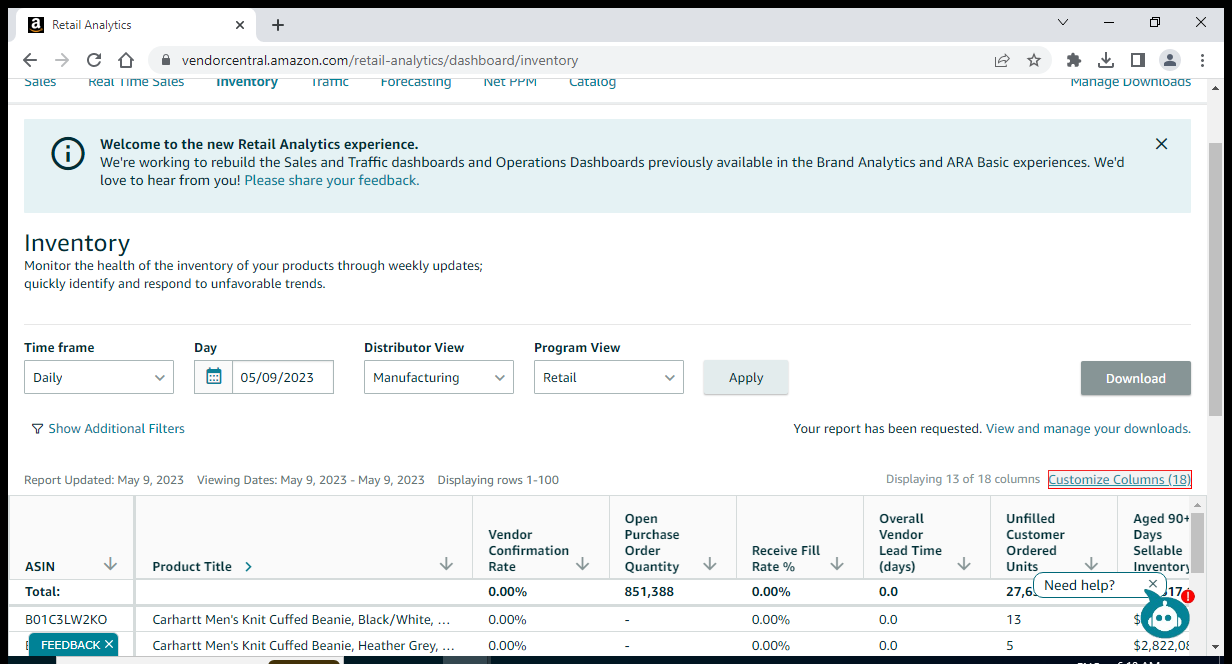 Retail Analytics
vendorcentral.amazon.com/retail-analytics/dashboard/inventory
Sales Real Time Sales Inventory Traffic Forecasting Net PPM Catalog Manage Downloads
Welcome to the new Retail Analytics experience.
We're working to rebuild the Sales and Traffic dashboards and Operations Dashboards previously available in the Brand Analytics and ARA Basic experiences. We'd
love to hear from you! Please share your feedback.
Inventory
Monitor the health of the inventory of your products through weekly updates;
quickly identify and respond to unfavorable trends.
Time frame Day Distributor View Program View
Daily 05/09/2023 Manufacturing Retail Apply Download
Show Additional Filters Your report has been requested. View and manage your downloads.
Report Updated: May 9, 2023 Viewing Dates: May 9, 2023 - May 9, 2023 Displaying rows 1-100 Displaying 13 of 18 columns Customize Columns (18)
ASIN
Product Title
Vendor
Confirmation
Rate
Open
Purchase
Order
Quantity
Receive Fill
Rate %
Overall
Vendor
Lead Time
(days)
Unfilled
Customer
Ordered
Units
Aged 90+
Days
Sellable
Inventory
Total: 0.00% 851,388 0.00% 0.0
Need help?
B01C3LW2KO Carhartt Men's Knit Cuffed Beanie, Black/White, ... 0.00% - 0.00% 0.0 13
FEEDBACK
Carhartt Men's Knit Cuffed Beanie, Heather Grey, ... 0.00% - 0.00% 0.0 5 $2,822,08